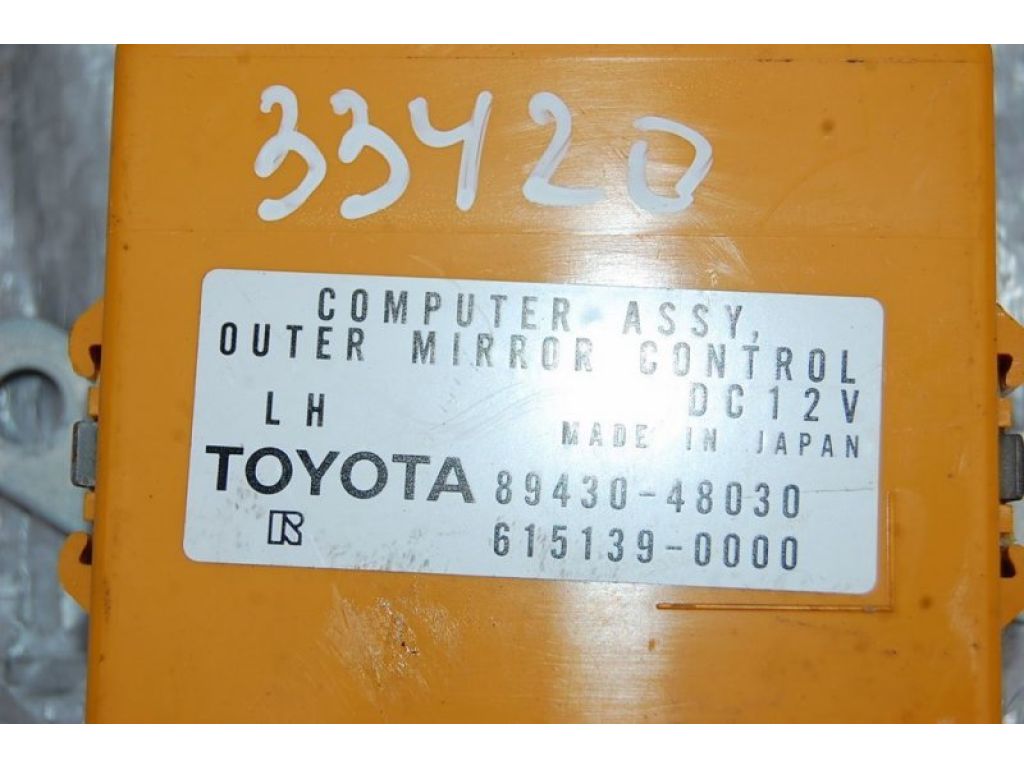 33420
COMPUTER ASSY,
OUTER MIRROR CONTROL
LH DC12V
MADE IN JAPAN
TOYOTA 89430-48030
R 615139-0000